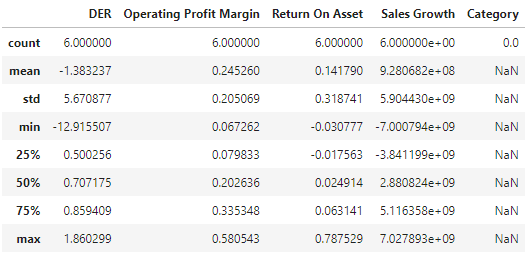 DER Operating Profit Margin Return On Asset Sales Growth Category
count 6.000000 6.000000 6.000000 6.000000e+00 0.0
mean -1.383237 0.245260 0.141790 9.280682e+08 NaN
std 5.670877 0.205069 0.318741 5.904430e+09 NaN
min -12.915507 0.067262 -0.030777 -7.000794e+09 NaN
25% 0.500256 0.079833 -0.017563 -3.841199e+09 NaN
50% 0.707175 0.202636 0.024914 2.880824e+09 NaN
75% 0.859409 0.335348 0.063141 5.116358e+09 NaN
max 1.860299 0.580543 0.787529 7.027893e+09 NaN